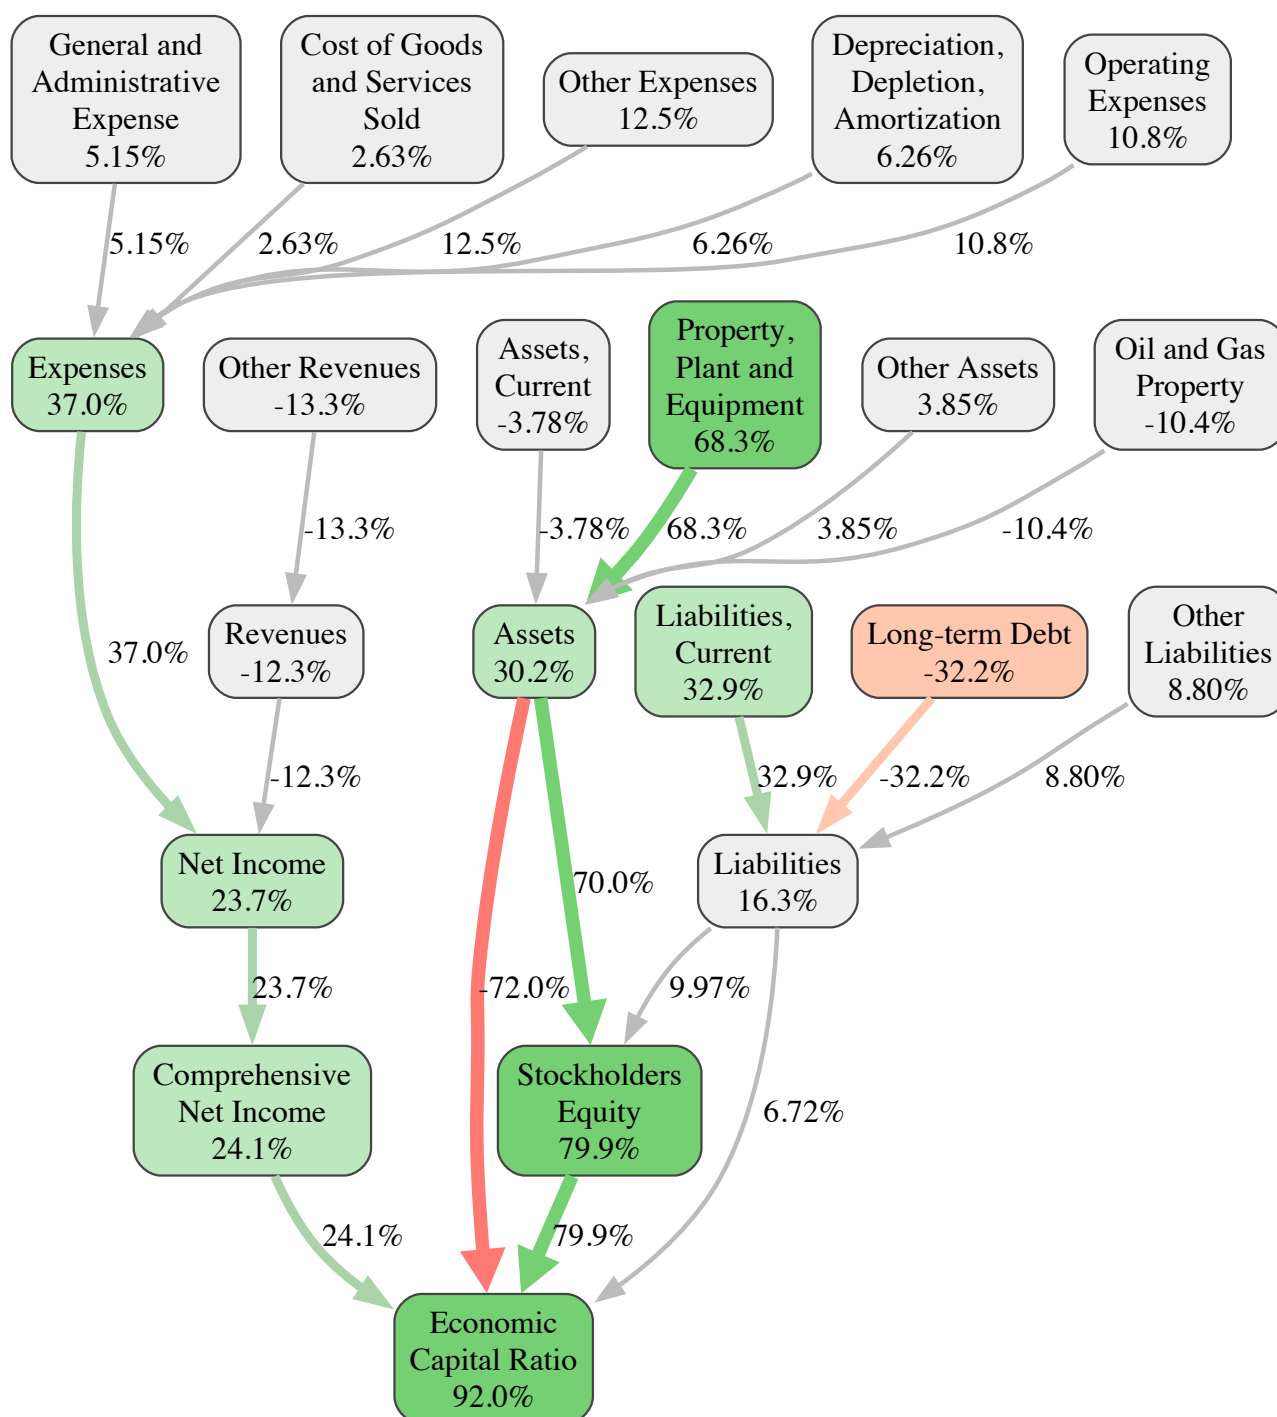 General and
Administrative
Expense
5.15%
Cost of Goods
and Services
Sold
2.63%
Other Expenses
12.5%
Depreciation,
Depletion,
Amortization
6.26%
Operating
Expenses
10.8%
5.15%
2.63%
12.5%
6.26%
10.8%
Expenses
37.0%
Other Revenues
-13.3%
Assets,
Current
-3.78%
Property,
Plant and
Equipment
68.3%
Other Assets
3.85%
Oil and Gas
Property
-10.4%
-13.3%
-3.78%
68.3%
3.85%
-10.4%
37.0%
Revenues
-12.3%
Assets
30.2%
Liabilities,
Current
32.9%
Long-term Debt
-32.2%
Other
Liabilities
8.80%
-12.3%
32.9%
-32.2%
8.80%
Net Income
23.7%
70.0%
Liabilities
16.3%
23.7%
-72.0%
9.97%
Comprehensive
Net Income
24.1%
Stockholders
Equity
79.9%
6.72%
24.1%
79.9%
Economic
Capital Ratio
92.0%